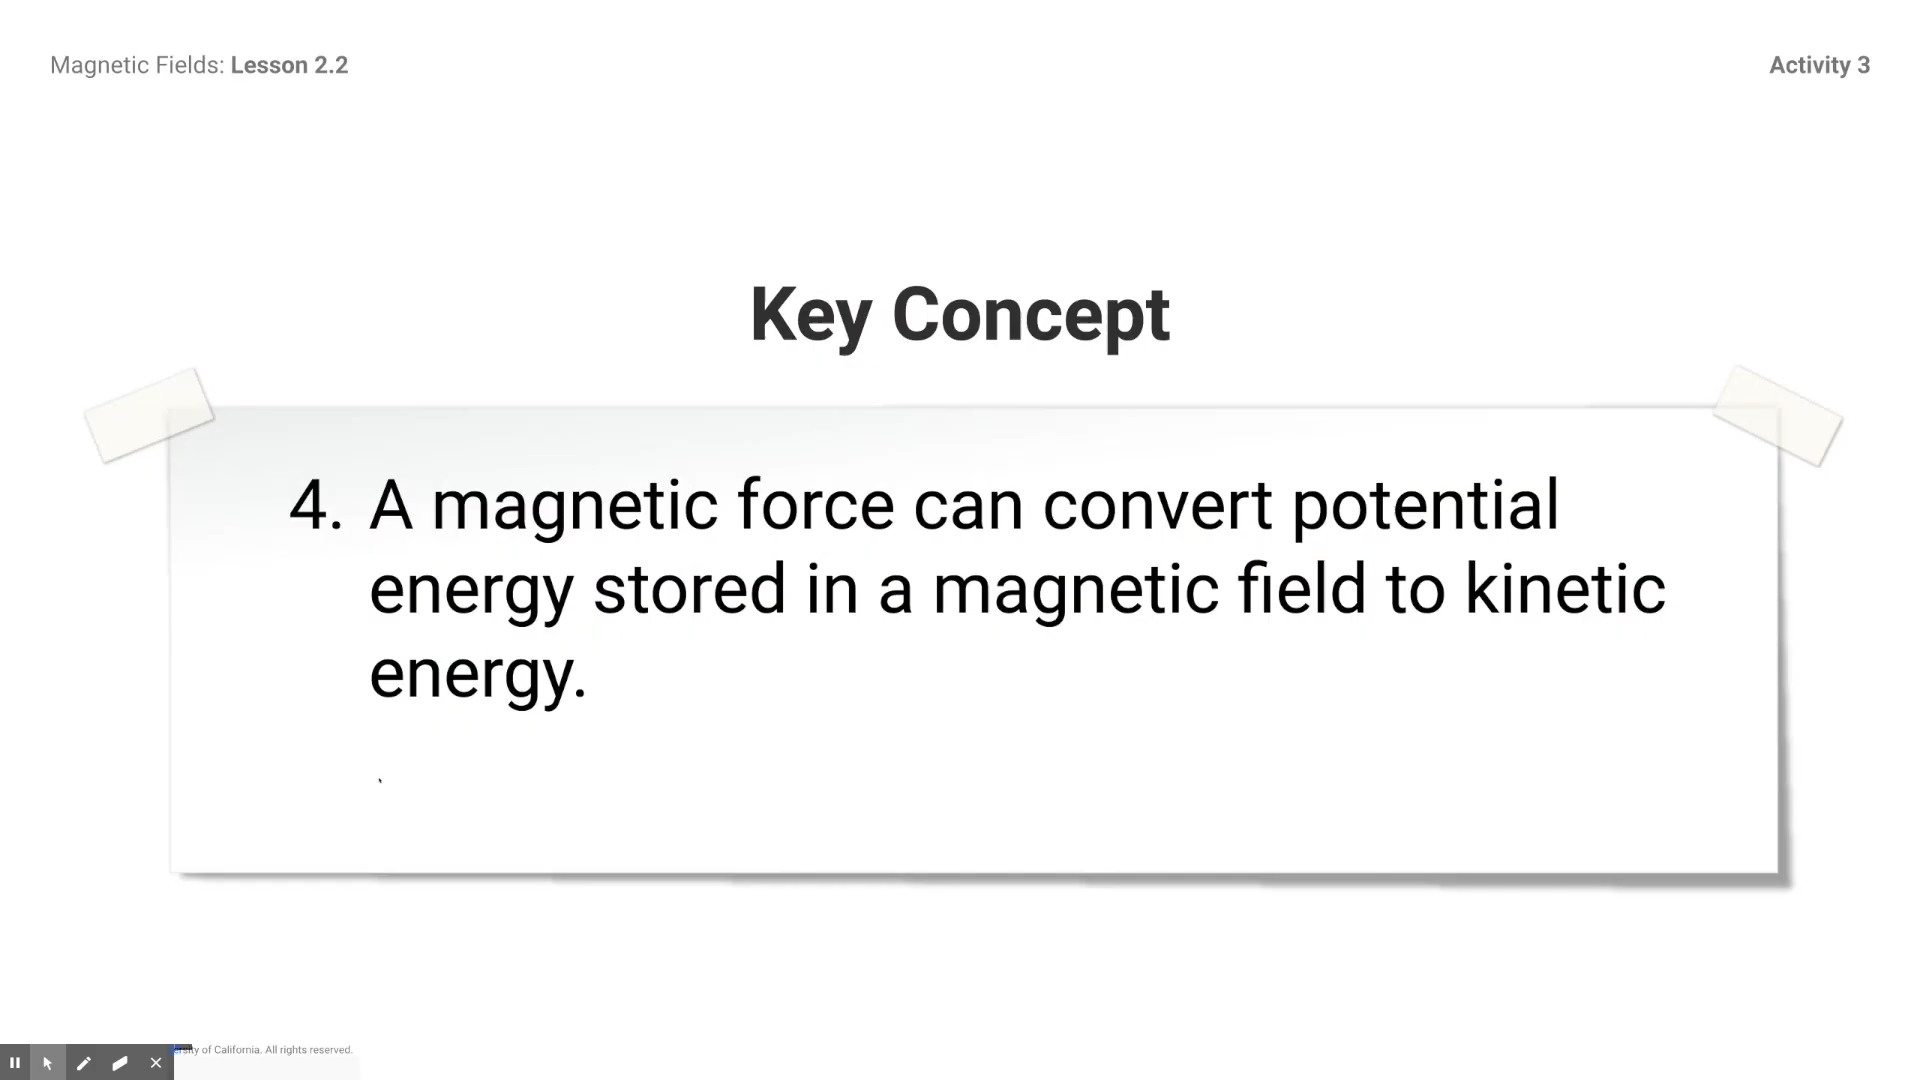 Magnetic Fields: Lesson 2.2
Activity 3
Key Concept
4. A magnetic force can convert potential
energy stored in a magnetic field to kinetic
energy.
of California. All rights reserved.